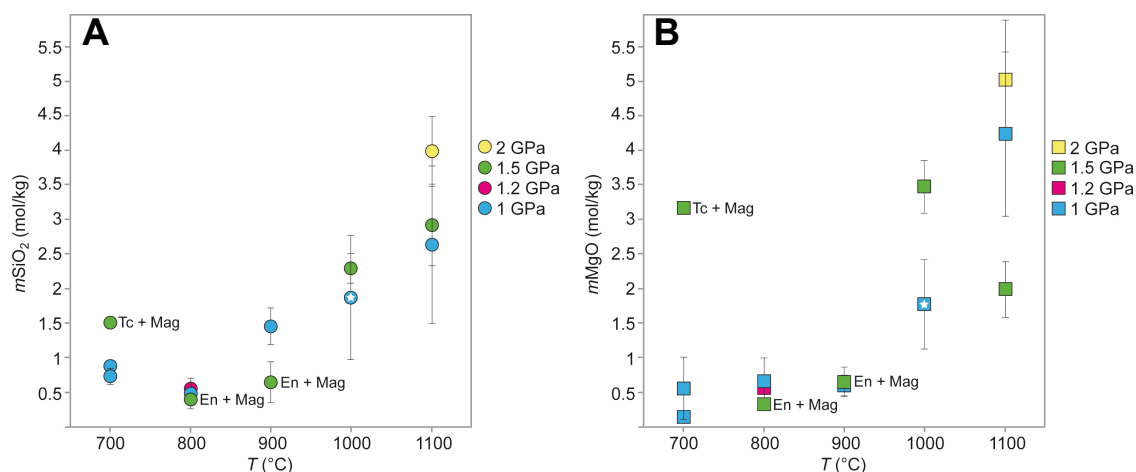 A
5.5
5
4.5
4
3.5
3
2.5
2
1.5
1
0.5
mSiO2 (mol/kg)
Tc + Mag
En + Mag
En + Mag
700 800 900 1000 1100
T (°C)
2 GPa
1.5 GPa
1.2 GPa
1 GPa
B
5.5
5
4.5
4
3.5
3
2.5
2
1.5
1
0.5
mMgO (mol/kg)
Tc + Mag
En + Mag
En + Mag
700 800 900 1000 1100
T (°C)
2 GPa
1.5 GPa
1.2 GPa
1 GPa